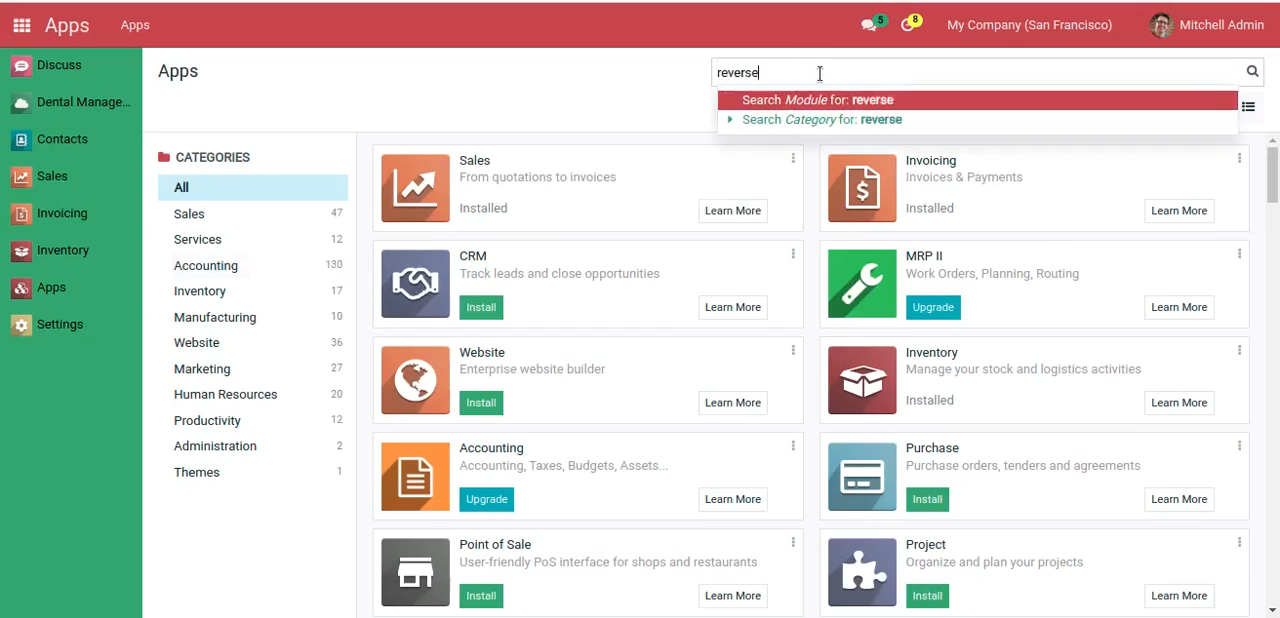 Apps
Apps
5
8
My Company (San Francisco)
Mitchell Admin
Discuss
Dental Manage...
Contacts
Sales
Invoicing
Inventory
Apps
Settings
Apps
reverse
Search Module for: reverse
Search Category for: reverse
CATEGORIES
All
Sales 47
Services 12
Accounting 130
Inventory 17
Manufacturing 10
Website 36
Marketing 27
Human Resources 20
Productivity 12
Administration 2
Themes 1
Sales
From quotations to invoices
Installed
Learn More
Invoicing
Invoices & Payments
Installed
Learn More
CRM
Track leads and close opportunities
Install
Learn More
MRP II
Work Orders, Planning, Routing
Upgrade
Learn More
Website
Enterprise website builder
Install
Learn More
Inventory
Manage your stock and logistics activities
Installed
Learn More
Accounting
Accounting, Taxes, Budgets, Assets...
Upgrade
Learn More
Purchase
Purchase orders, tenders and agreements
Install
Learn More
Point of Sale
User-friendly PoS interface for shops and restaurants
Install
Learn More
Project
Organize and plan your projects
Install
Learn More